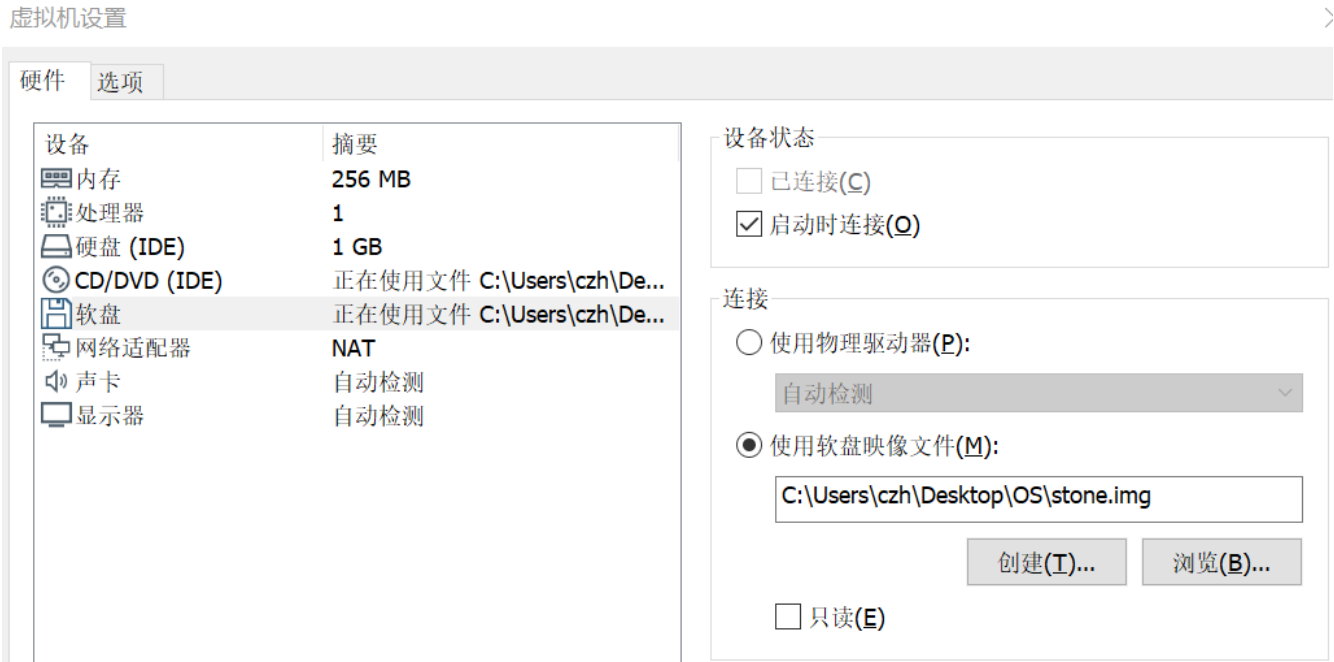 虚拟机设置
硬件 选项
设备 摘要
内存 256 MB
处理器 1
硬盘 (IDE) 1 GB
CD/DVD (IDE) 正在使用文件 C:\Users\czh\De...
软盘 正在使用文件 C:\Users\czh\De...
网络适配器 NAT
声卡 自动检测
显示器 自动检测
设备状态
已连接(C)
启动时连接(O)
连接
使用物理驱动器(P):
自动检测
使用软盘映像文件(M):
C:\Users\czh\Desktop\OS\stone.img
创建(T)... 浏览(B)...
只读(E)